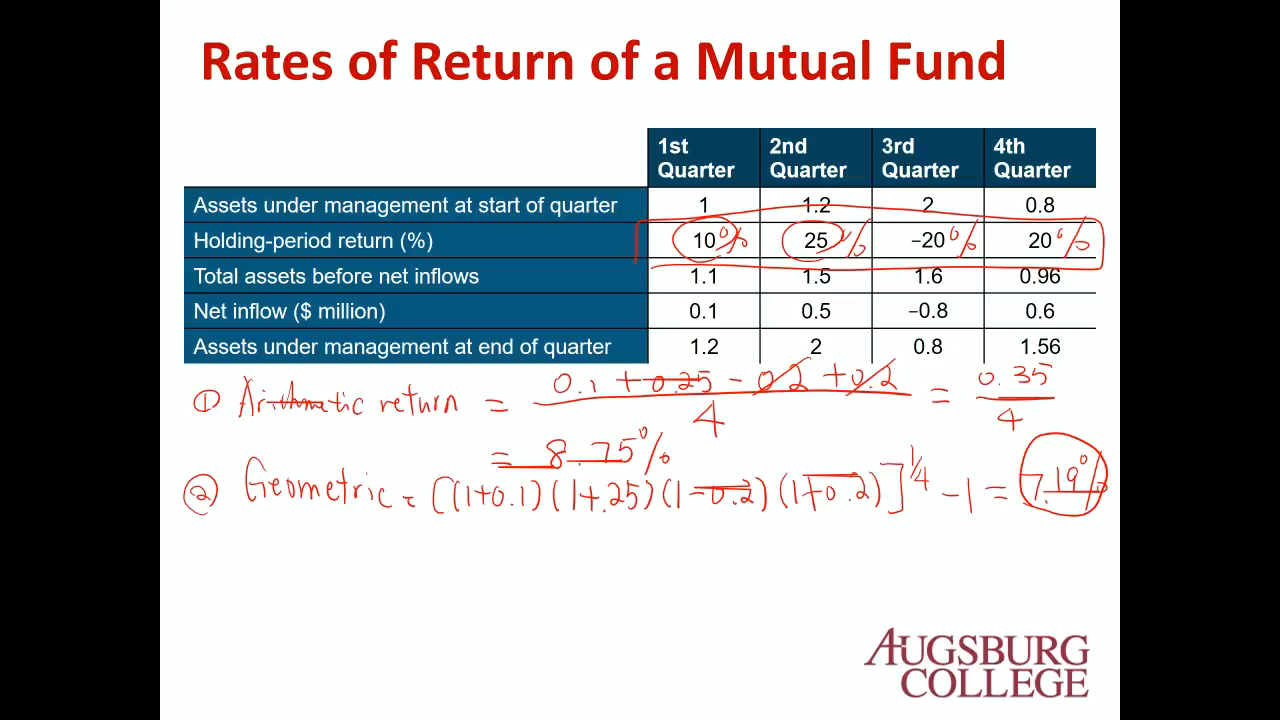 Rates of Return of a Mutual Fund
1st Quarter 2nd Quarter 3rd Quarter 4th Quarter
Assets under management at start of quarter 1 1.2 2 0.8
Holding-period return (%) 10% 25% −20% 20%
Total assets before net inflows 1.1 1.5 1.6 0.96
Net inflow ($ million) 0.1 0.5 −0.8 0.6
Assets under management at end of quarter 1.2 2 0.8 1.56
① Arithmatic return = 0.1 + 0.25 - 0.2 + 0.2 / 4 = 0.35 / 4
= 8.75%
② Geometric = [(1+0.1)(1+.25)(1-0.2)(1+0.2)]^1/4 - 1 = 7.19%
AUGSBURG
COLLEGE